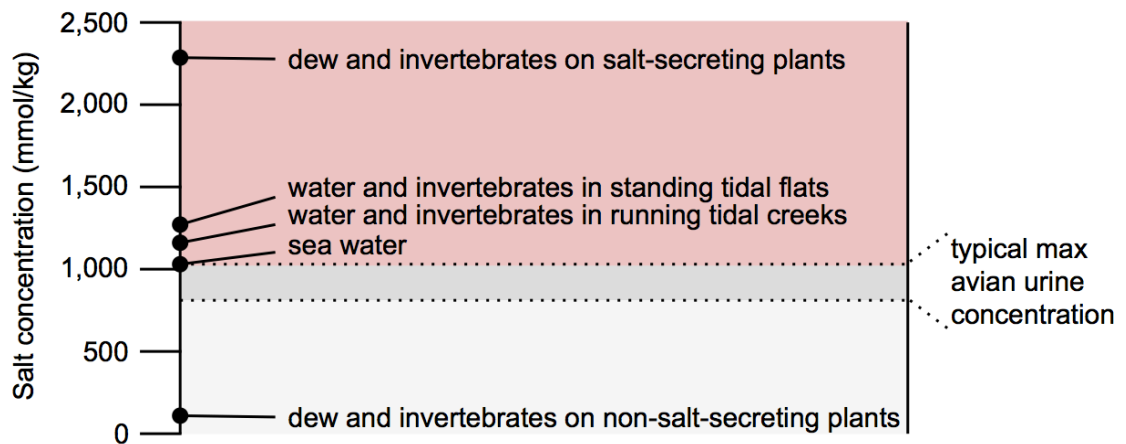 Salt concentration (mmol/kg)
2,500
2,000
1,500
1,000
500
0
dew and invertebrates on salt-secreting plants
water and invertebrates in standing tidal flats
water and invertebrates in running tidal creeks
sea water
dew and invertebrates on non-salt-secreting plants
typical max
avian urine
concentration